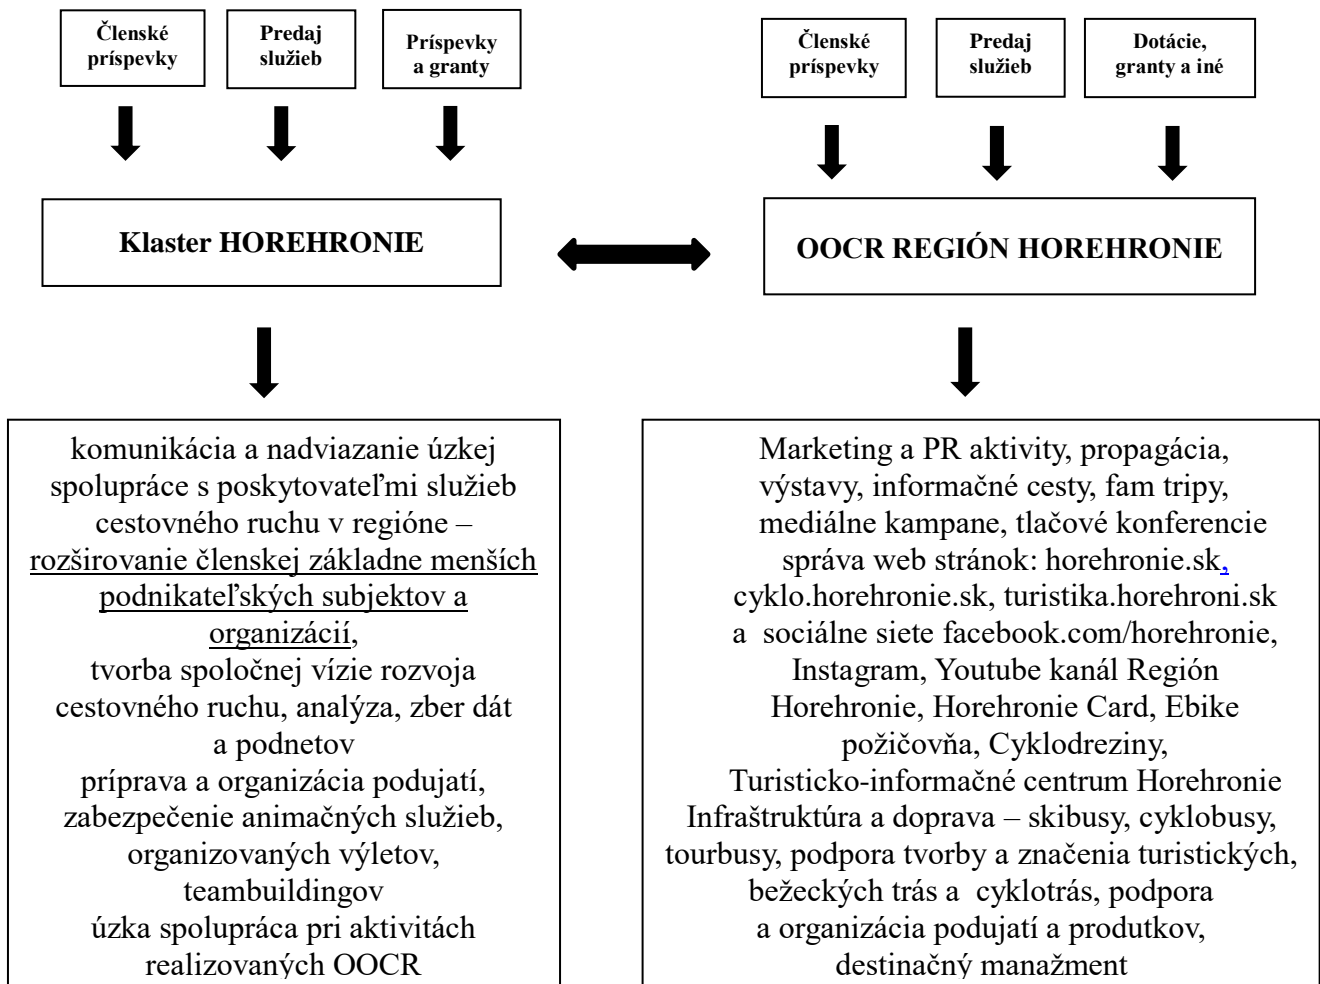 Členské
príspevky
Predaj
služieb
Príspevky
a granty
Členské
príspevky
Predaj
služieb
Dotácie,
granty a iné
Klaster HOREHRONIE
OOCR REGIÓN HOREHRONIE
komunikácia a nadviazanie úzkej
spolupráce s poskytovateľmi služieb
cestovného ruchu v regióne –
rozširovanie členskej základne menších
podnikateľských subjektov a
organizácií,
tvorba spoločnej vízie rozvoja
cestovného ruchu, analýza, zber dát
a podnetov
príprava a organizácia podujatí,
zabezpečenie animačných služieb,
organizovaných výletov,
teambuildingov
úzka spolupráca pri aktivitách
realizovaných OOCR
Marketing a PR aktivity, propagácia,
výstavy, informačné cesty, fam tripy,
mediálne kampane, tlačové konferencie
správa web stránok: horehronie.sk,
cyklo.horehronie.sk, turistika.horehroni.sk
a sociálne siete facebook.com/horehronie,
Instagram, Youtube kanál Región
Horehronie, Horehronie Card, Ebike
požičovňa, Cyklodreziny,
Turisticko-informačné centrum Horehronie
Infraštruktúra a doprava – skibusy, cyklobusy,
tourbusy, podpora tvorby a značenia turistických,
bežeckých trás a cyklotrás, podpora
a organizácia podujatí a produtkov,
destinačný manažment